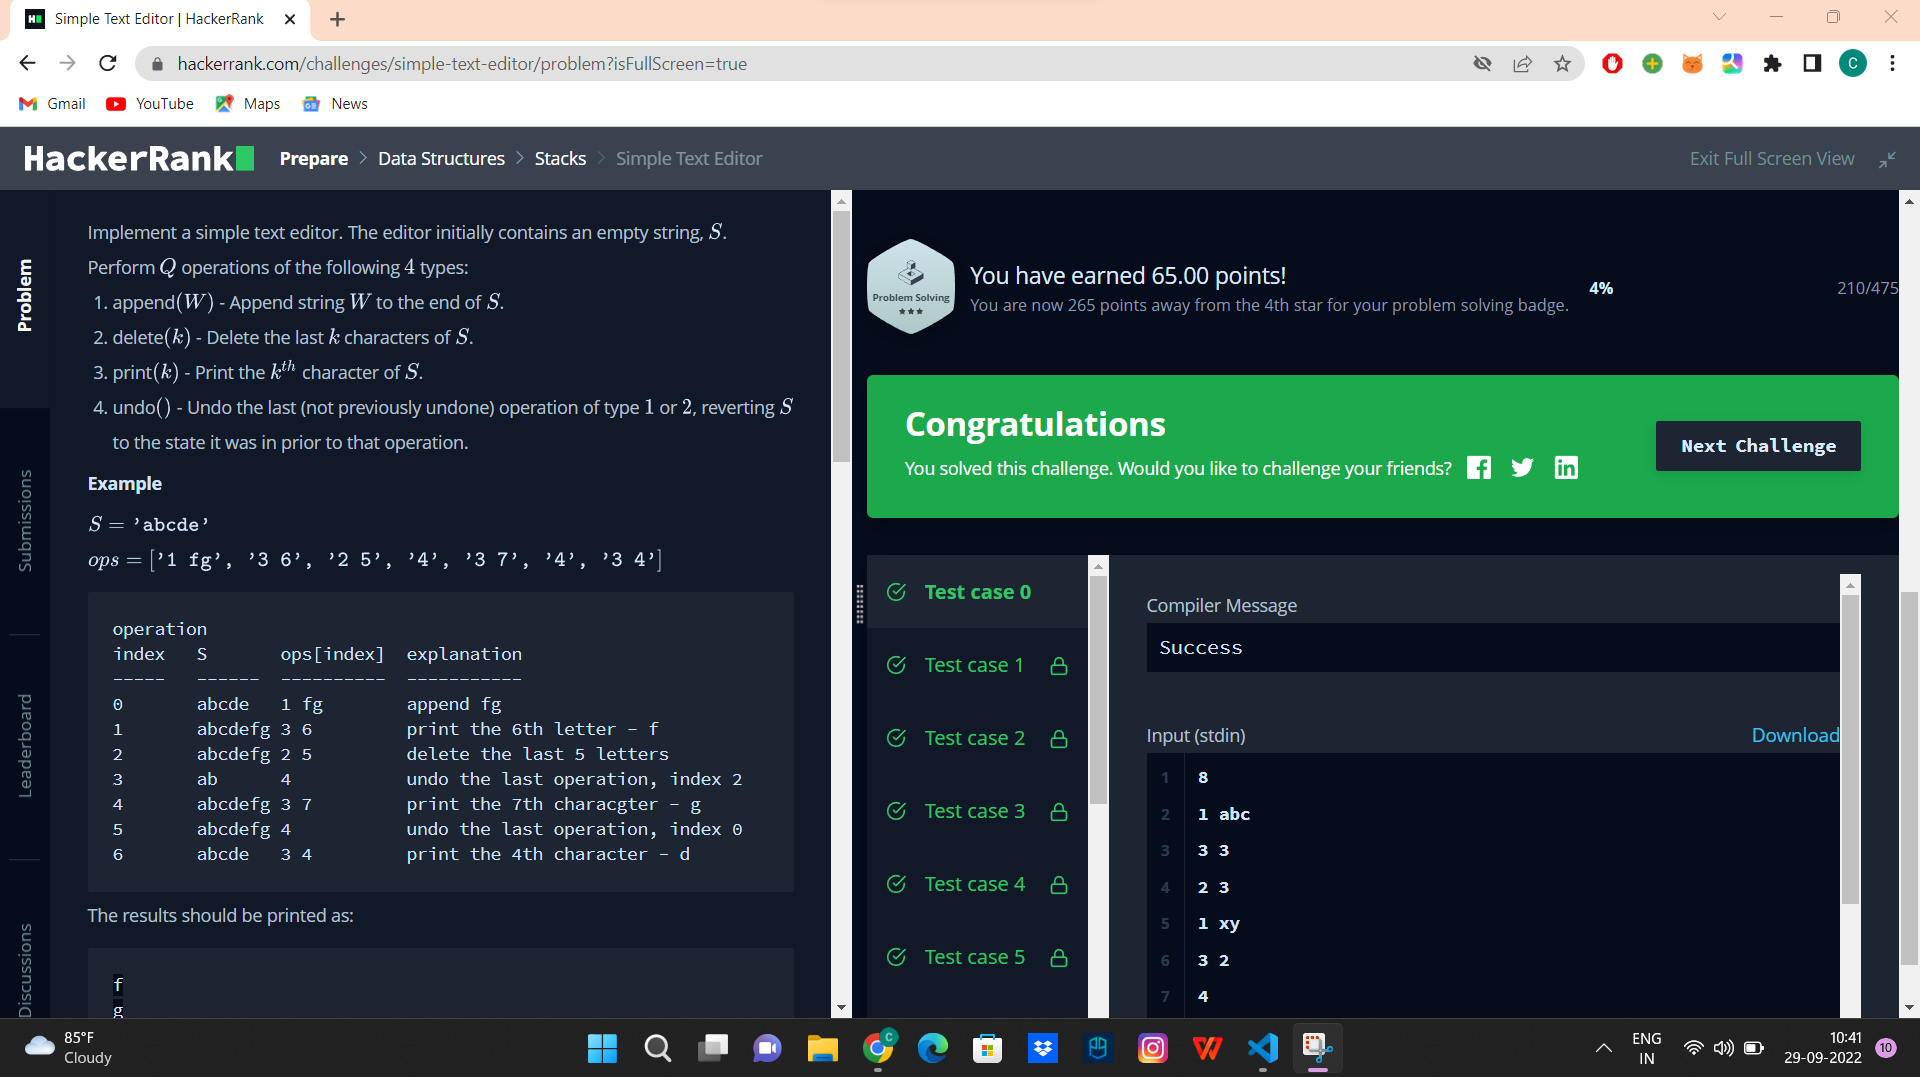 Simple Text Editor | HackerRank
hackerrank.com/challenges/simple-text-editor/problem?isFullScreen=true
C
Gmail YouTube Maps News
HackerRank Prepare > Data Structures > Stacks > Simple Text Editor Exit Full Screen View
Problem
Submissions
Leaderboard
Discussions
Implement a simple text editor. The editor initially contains an empty string, S.
Perform Q operations of the following 4 types:
1. append(W) - Append string W to the end of S.
2. delete(k) - Delete the last k characters of S.
3. print(k) - Print the kth character of S.
4. undo() - Undo the last (not previously undone) operation of type 1 or 2, reverting S
to the state it was in prior to that operation.
Example
S = 'abcde'
ops = ['1 fg', '3 6', '2 5', '4', '3 7', '4', '3 4']
operation
index S ops[index] explanation
----- ------ ---------- -----------
0 abcde 1 fg append fg
1 abcdefg 3 6 print the 6th letter - f
2 abcdefg 2 5 delete the last 5 letters
3 ab 4 undo the last operation, index 2
4 abcdefg 3 7 print the 7th characgter - g
5 abcdefg 4 undo the last operation, index 0
6 abcde 3 4 print the 4th character - d
The results should be printed as:
f
g
Problem Solving
You have earned 65.00 points!
You are now 265 points away from the 4th star for your problem solving badge.
4%
210/475
Congratulations
You solved this challenge. Would you like to challenge your friends?
Next Challenge
Test case 0
Test case 1
Test case 2
Test case 3
Test case 4
Test case 5
Compiler Message
Success
Input (stdin) Download
1 8
2 1 abc
3 3 3
4 2 3
5 1 xy
6 3 2
7 4
85°F
Cloudy
ENG
IN
10:41
29-09-2022
10